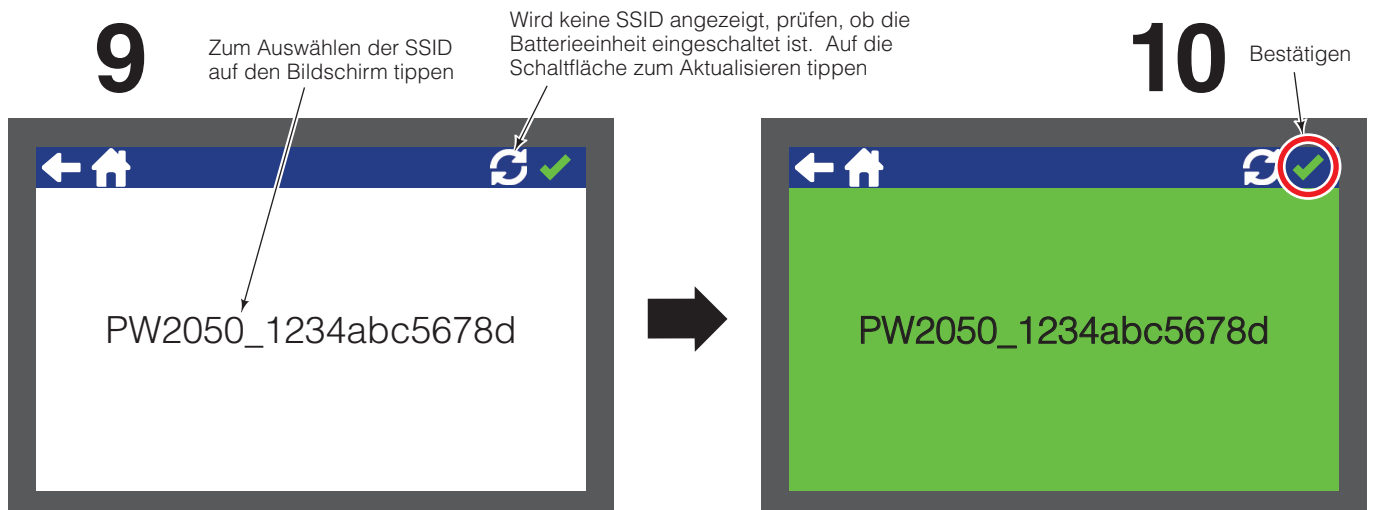 9
Zum Auswählen der SSID
auf den Bildschirm tippen
Wird keine SSID angezeigt, prüfen, ob die
Batterieeinheit eingeschaltet ist.  Auf die
Schaltfläche zum Aktualisieren tippen
PW2050_1234abc5678d
10
Bestätigen
PW2050_1234abc5678d